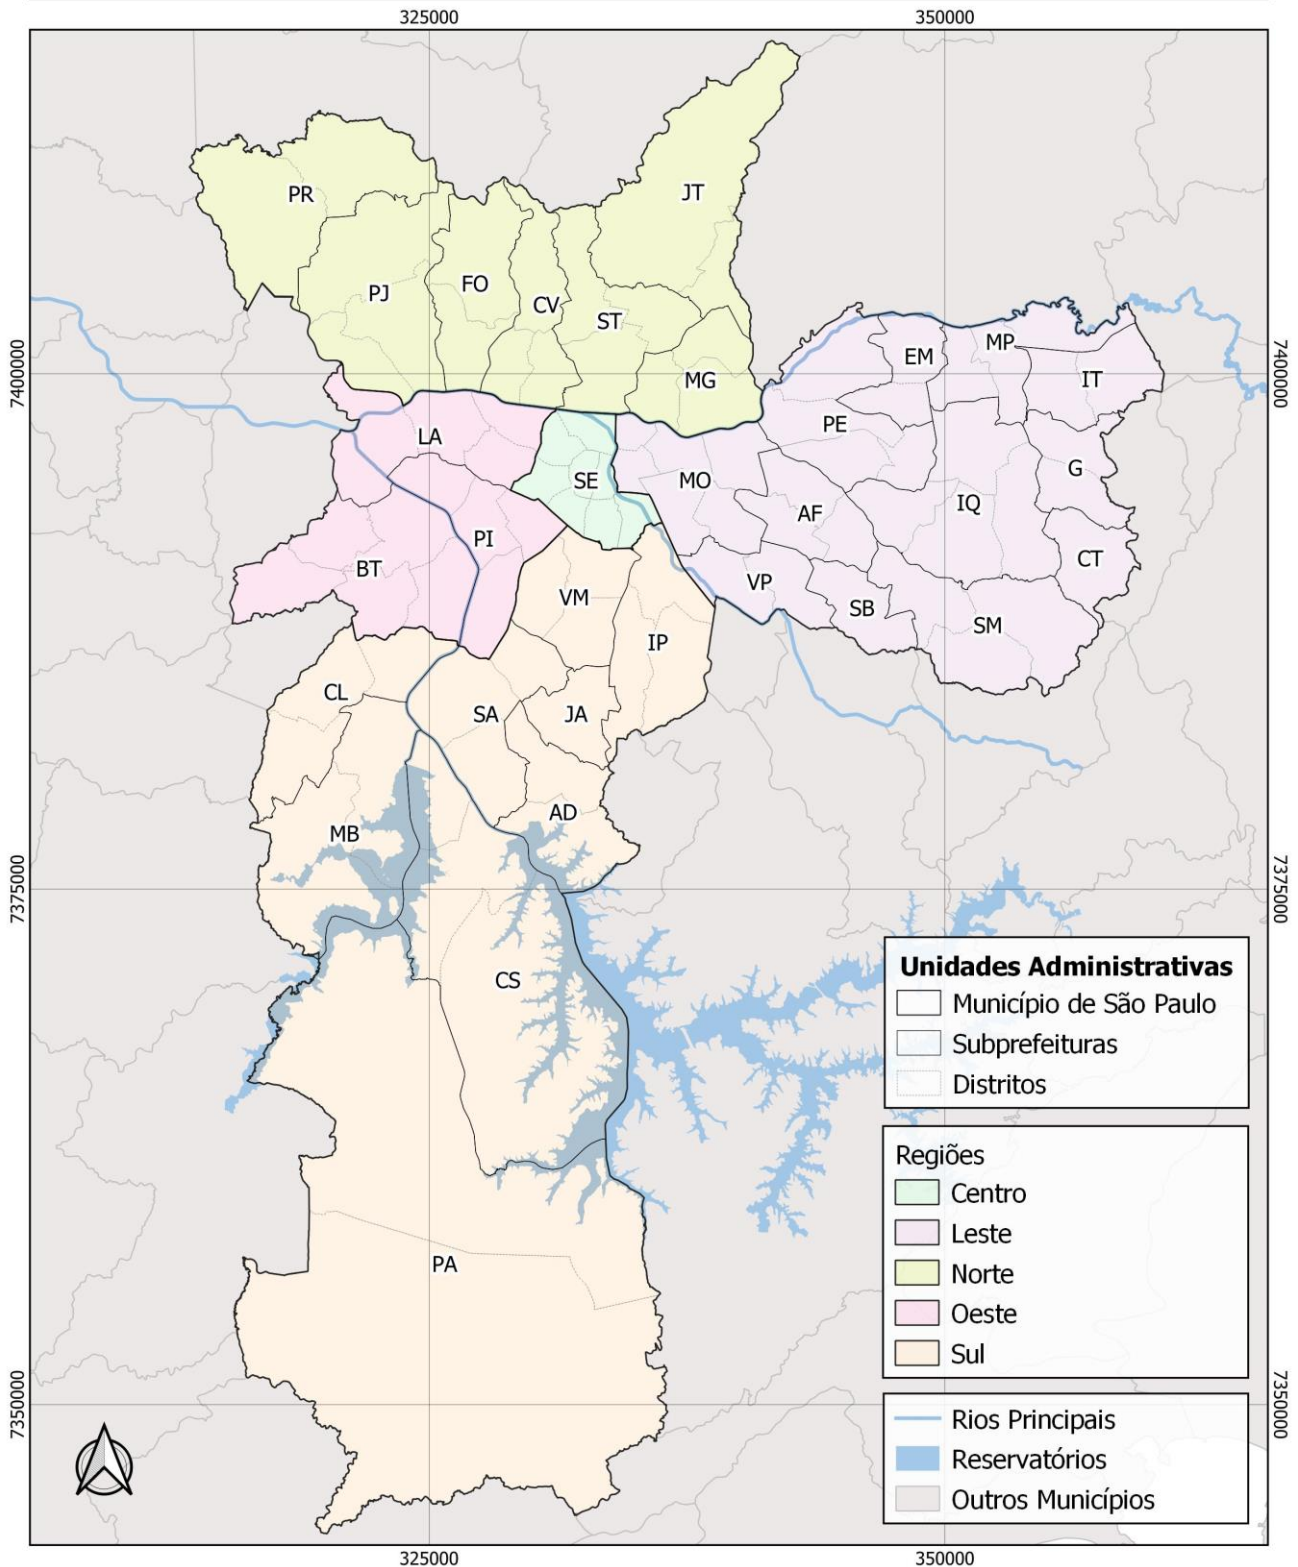 325000
350000
JT
PR
FO
PJ
CV
ST
MP
EM
7400000
7400000
MG
IT
PE
LA
G
SE
MO
IQ
AF
PI
CT
BT
VP
VM
SB
SM
IP
CL
SA
JA
AD
MB
7375000
7375000
CS
Unidades Administrativas
Município de São Paulo
Subprefeituras
Distritos
Regiões
Centro
Leste
Norte
PA
Oeste
Sul
7350000
7350000
Rios Principais
Reservatórios
Outros Municípios
325000
350000